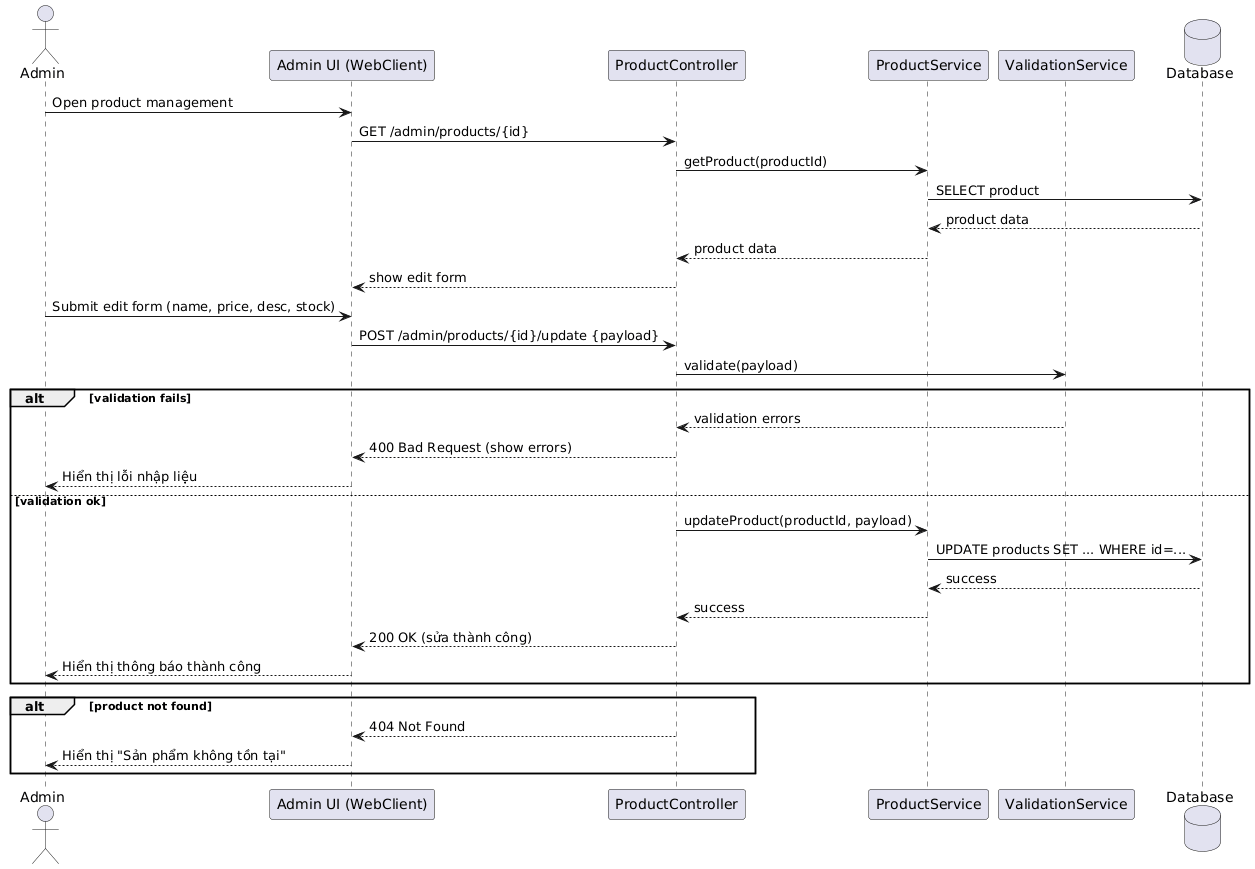 Admin
Admin UI (WebClient)
ProductController
ProductService
ValidationService
Database
Open product management
GET /admin/products/{id}
getProduct(productId)
SELECT product
product data
product data
show edit form
Submit edit form (name, price, desc, stock)
POST /admin/products/{id}/update {payload}
validate(payload)
alt [validation fails]
validation errors
400 Bad Request (show errors)
Hiển thị lỗi nhập liệu
[validation ok]
updateProduct(productId, payload)
UPDATE products SET ... WHERE id=...
success
success
200 OK (sửa thành công)
Hiển thị thông báo thành công
alt [product not found]
404 Not Found
Hiển thị "Sản phẩm không tồn tại"
Admin
Admin UI (WebClient)
ProductController
ProductService
ValidationService
Database